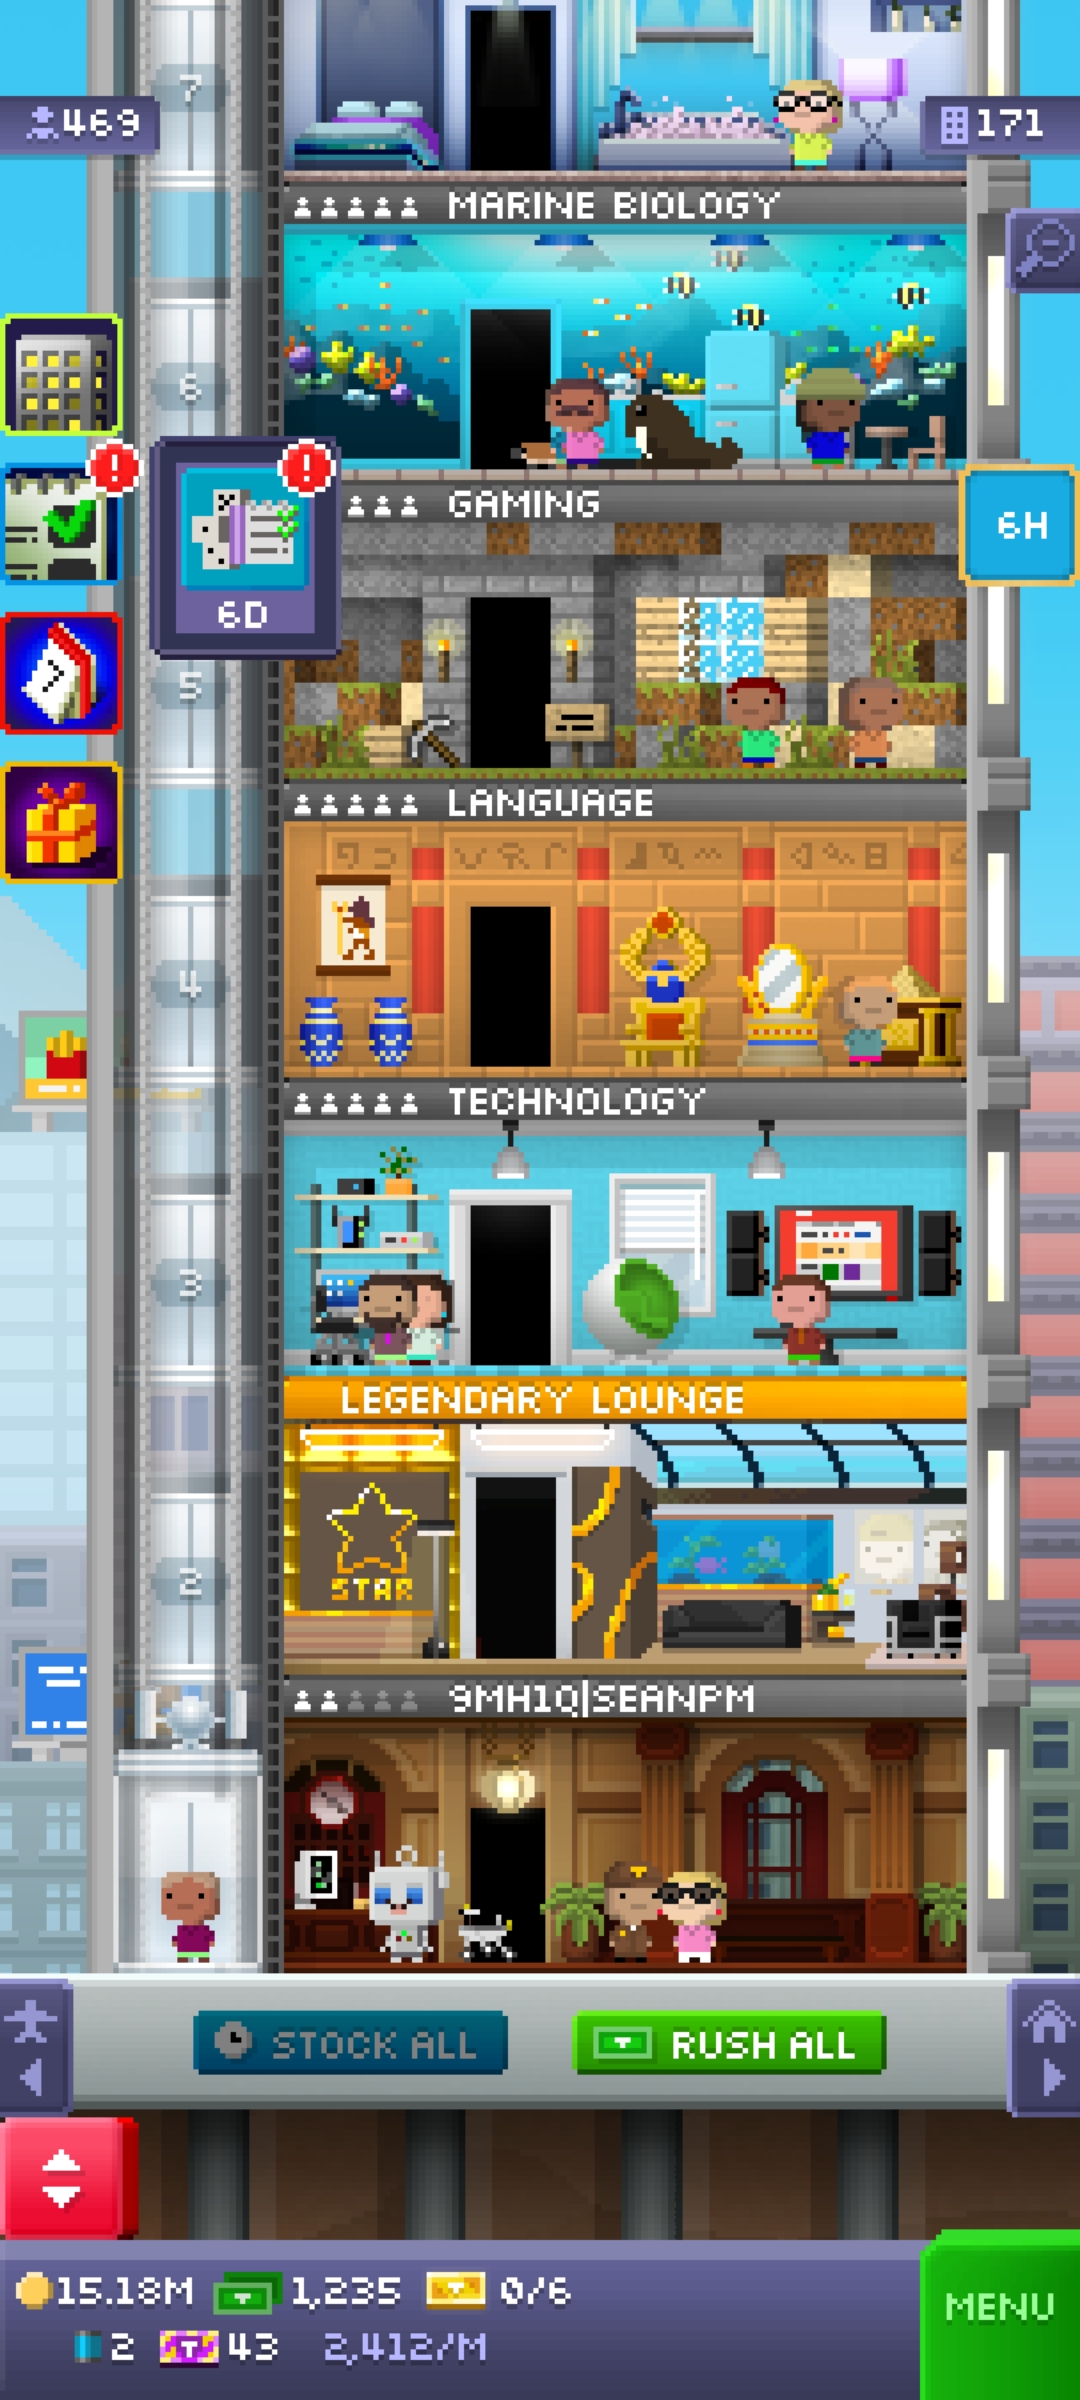 7
469
171
MARINE BIOLOGY
6
GAMING
6H
6D
5
LANGUAGE
4
TECHNOLOGY
3
LEGENDARY LOUNGE
STAR
2
9MH1Q|SEANPM
STOCK ALL
RUSH ALL
15.18M 1,235 0/6
MENU
2 43 2,412/M